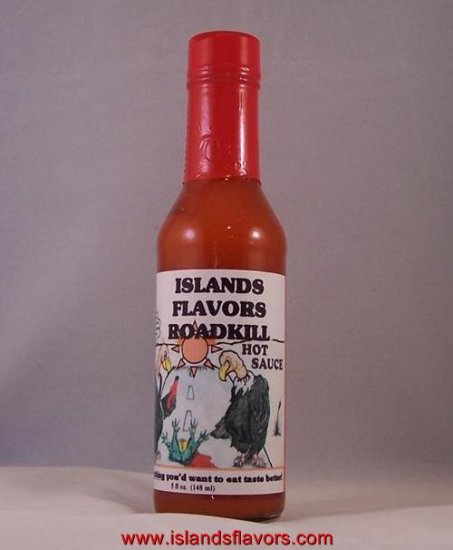 ISLANDS
FLAVORS
ROADKILL
HOT
SAUCE
you'd want to eat taste better!
5 fl oz. (148 ml)
www.islandsflavors.com